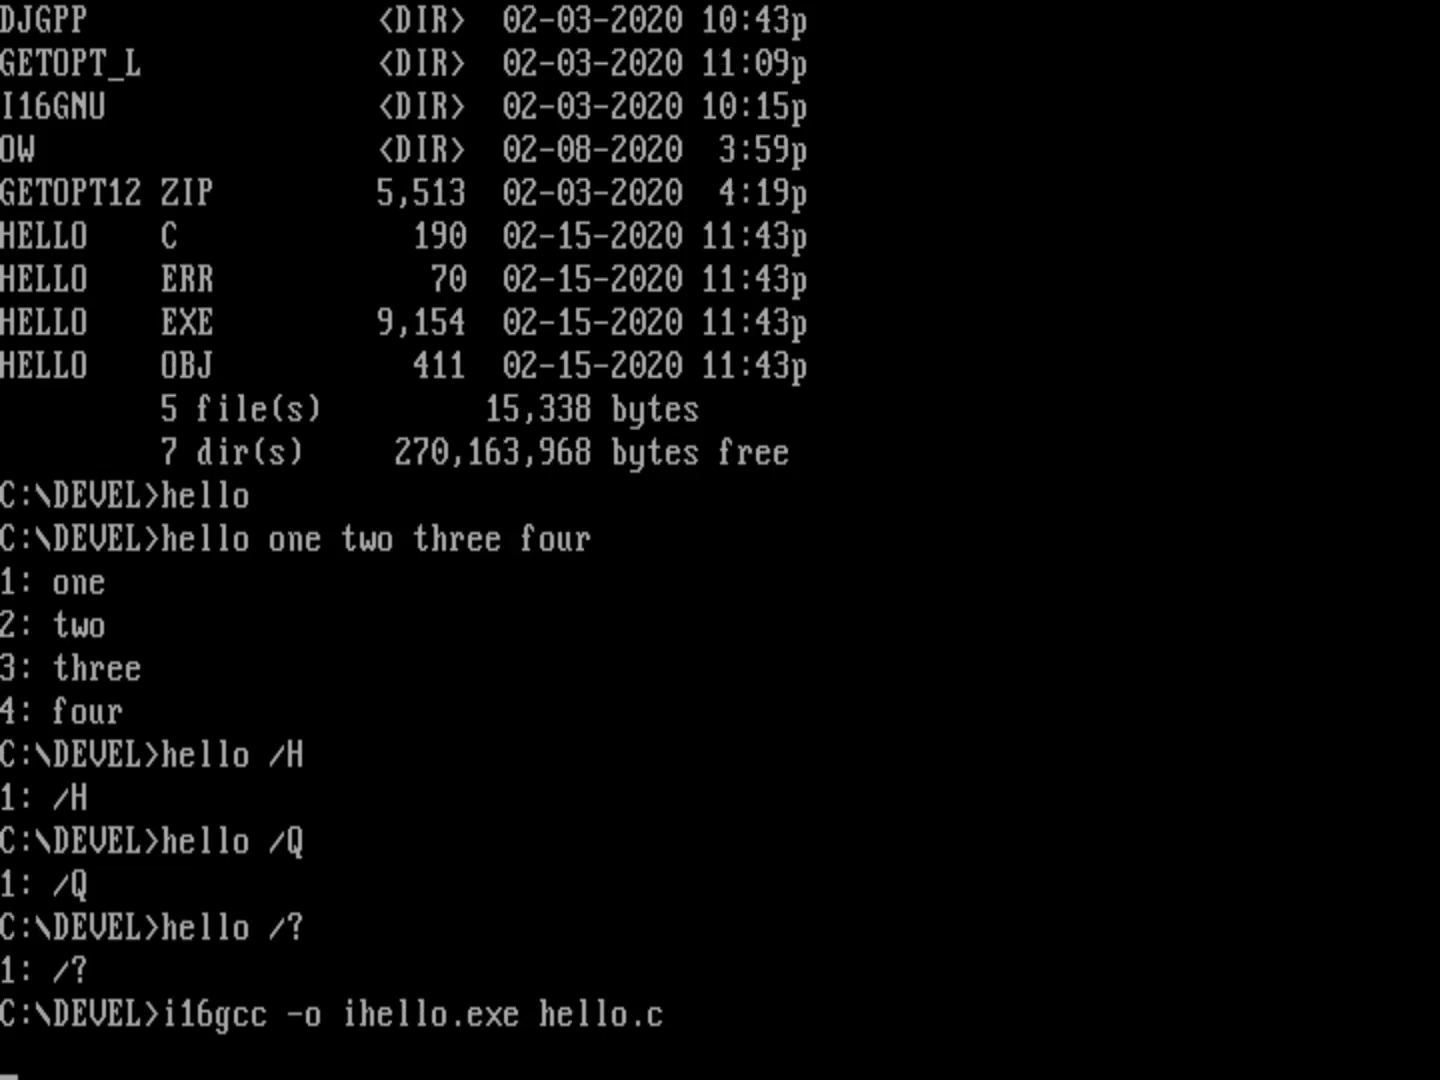 DJGPP <DIR> 02-03-2020 10:43p
GETOPT_L <DIR> 02-03-2020 11:09p
I16GNU <DIR> 02-03-2020 10:15p
OW <DIR> 02-08-2020 3:59p
GETOPT12 ZIP 5,513 02-03-2020 4:19p
HELLO C 190 02-15-2020 11:43p
HELLO ERR 70 02-15-2020 11:43p
HELLO EXE 9,154 02-15-2020 11:43p
HELLO OBJ 411 02-15-2020 11:43p
5 file(s) 15,338 bytes
7 dir(s) 270,163,968 bytes free
C:\DEVEL>hello
C:\DEVEL>hello one two three four
1: one
2: two
3: three
4: four
C:\DEVEL>hello /H
1: /H
C:\DEVEL>hello /Q
1: /Q
C:\DEVEL>hello /?
1: /?
C:\DEVEL>i16gcc -o ihello.exe hello.c